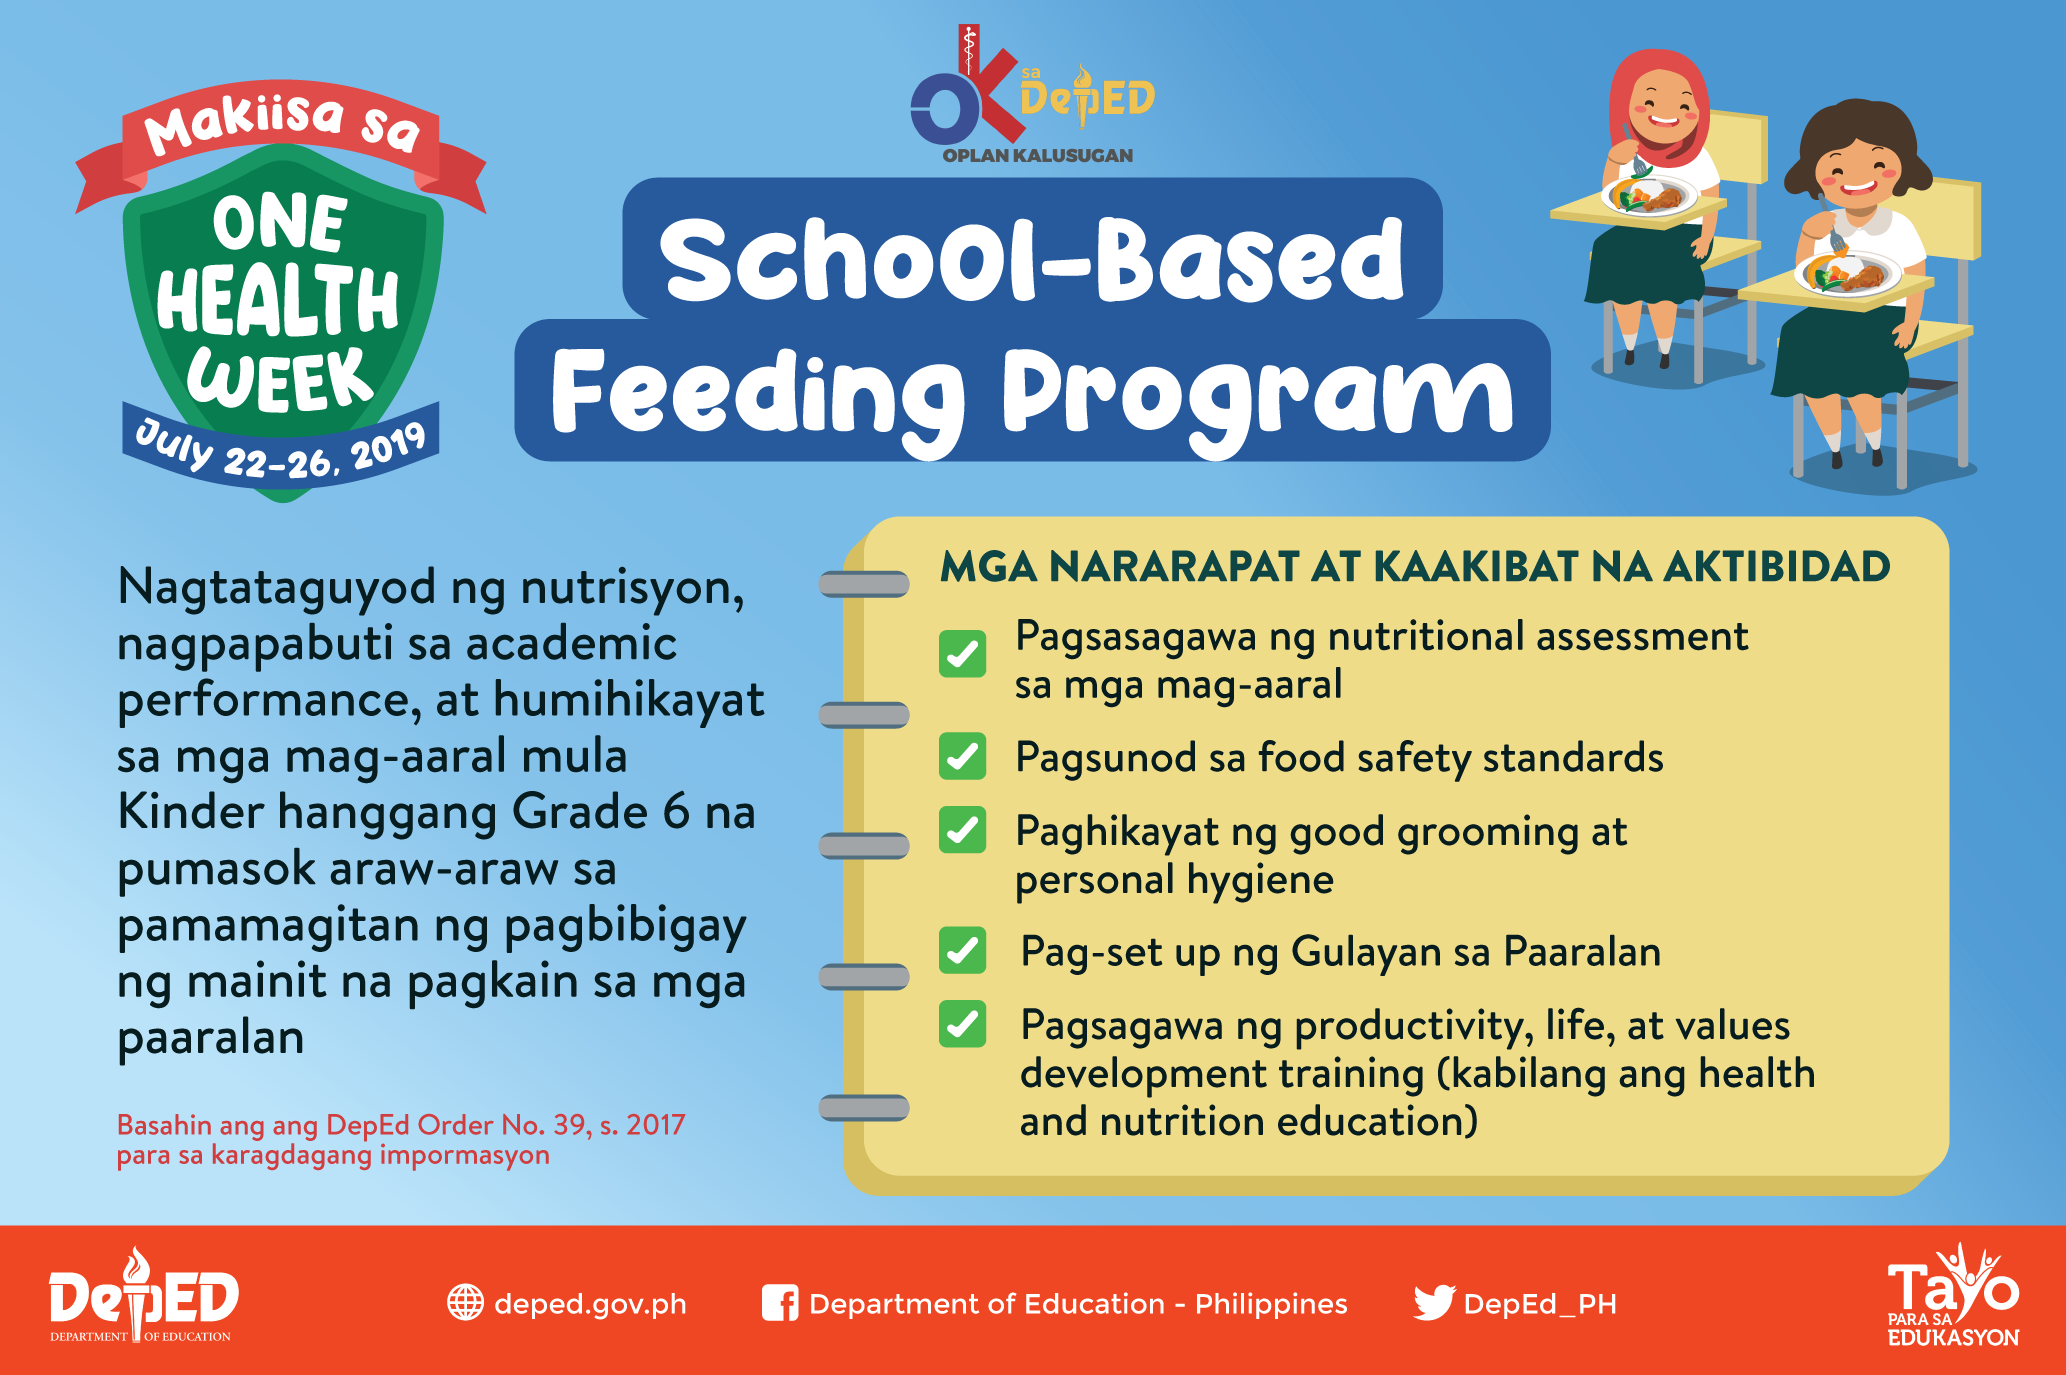 Makiisa sa
ONE
HEALTH
WEEK
July 22-26, 2019
OK sa DepED
OPLAN KALUSUGAN
School-Based
Feeding Program
Nagtataguyod ng nutrisyon,
nagpapabuti sa academic
performance, at humihikayat
sa mga mag-aaral mula
Kinder hanggang Grade 6 na
pumasok araw-araw sa
pamamagitan ng pagbibigay
ng mainit na pagkain sa mga
paaralan
Basahin ang ang DepEd Order No. 39, s. 2017
para sa karagdagang impormasyon
MGA NARARAPAT AT KAAKIBAT NA AKTIBIDAD
Pagsasagawa ng nutritional assessment
sa mga mag-aaral
Pagsunod sa food safety standards
Paghikayat ng good grooming at
personal hygiene
Pag-set up ng Gulayan sa Paaralan
Pagsagawa ng productivity, life, at values
development training (kabilang ang health
and nutrition education)
DepED
DEPARTMENT OF EDUCATION
deped.gov.ph
Department of Education - Philippines
DepEd_PH
Tayo
PARA SA
EDUKASYON